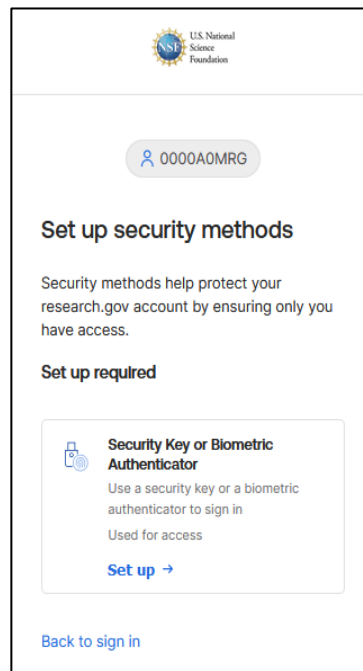 U.S. National
Science
Foundation
NSF
0000A0MRG
Set up security methods
Security methods help protect your
research.gov account by ensuring only you
have access.
Set up required
Security Key or Biometric
Authenticator
Use a security key or a biometric
authenticator to sign in
Used for access
Set up →
Back to sign in